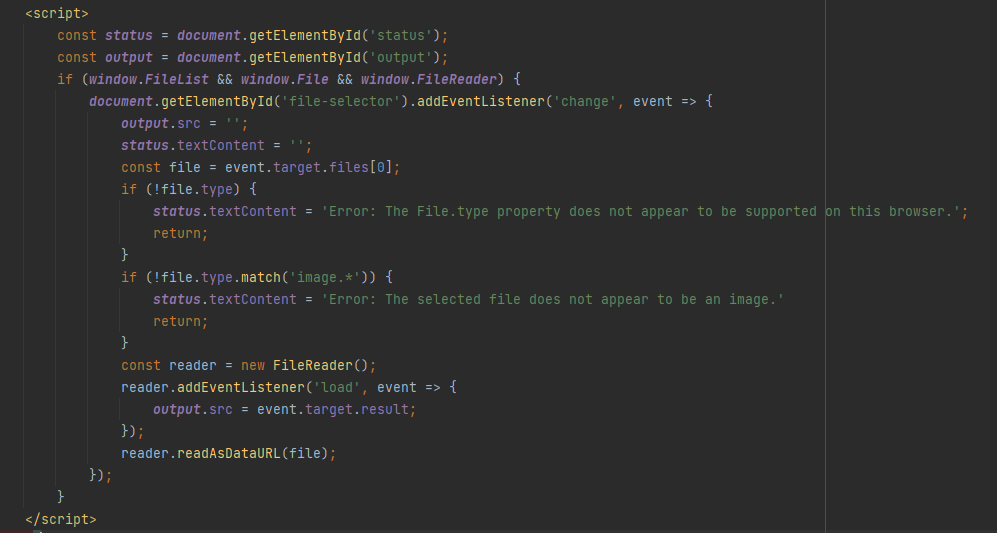 <script>
    const status = document.getElementById('status');
    const output = document.getElementById('output');
    if (window.FileList && window.File && window.FileReader) {
        document.getElementById('file-selector').addEventListener('change', event => {
            output.src = '';
            status.textContent = '';
            const file = event.target.files[0];
            if (!file.type) {
                status.textContent = 'Error: The File.type property does not appear to be supported on this browser.';
                return;
            }
            if (!file.type.match('image.*')) {
                status.textContent = 'Error: The selected file does not appear to be an image.'
                return;
            }
            const reader = new FileReader();
            reader.addEventListener('load', event => {
                output.src = event.target.result;
            });
            reader.readAsDataURL(file);
        });
    }
</script>